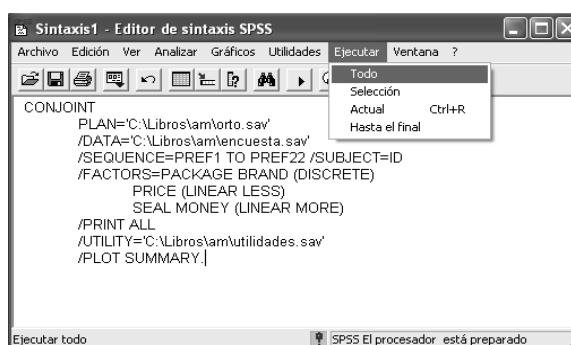 Sintaxis1 - Editor de sintaxis SPSS
Archivo Edición Ver Analizar Gráficos Utilidades Ejecutar Ventana ?
Todo
Selección
Actual Ctrl+R
Hasta el final
CONJOINT
PLAN='C:\Libros\am\orto.sav'
/DATA='C:\Libros\am\encuesta.sav'
/SEQUENCE=PREF1 TO PREF22 /SUBJECT=ID
/FACTORS=PACKAGE BRAND (DISCRETE)
PRICE (LINEAR LESS)
SEAL MONEY (LINEAR MORE)
/PRINT ALL
/UTILITY='C:\Libros\am\utilidades.sav'
/PLOT SUMMARY.
Ejecutar todo SPSS El procesador está preparado